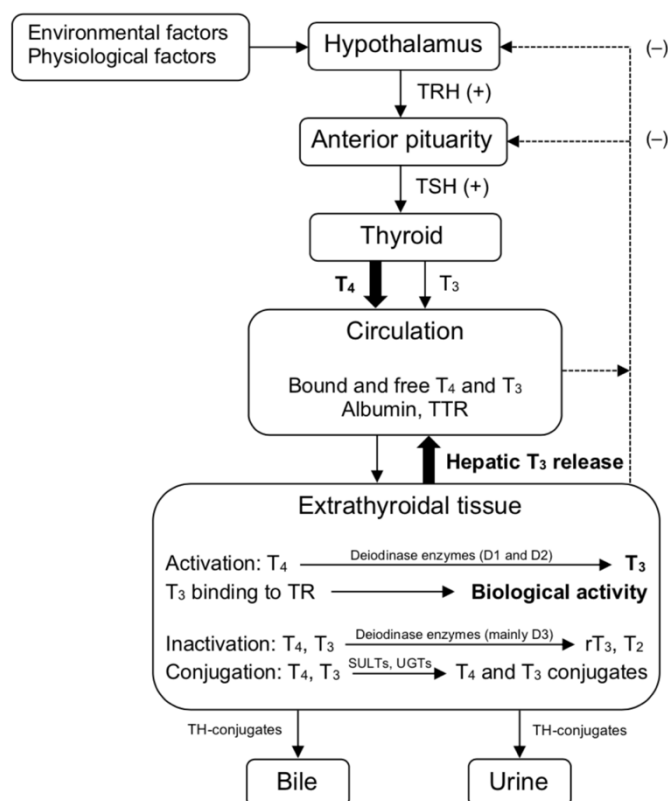 Environmental factors
Physiological factors
Hypothalamus
(–)
TRH (+)
Anterior pituarity
(–)
TSH (+)
Thyroid
T₄
T₃
Circulation
Bound and free T₄ and T₃
Albumin, TTR
Hepatic T₃ release
Extrathyroidal tissue
Deiodinase enzymes (D1 and D2)
Activation: T₄ T₃
T₃ binding to TR Biological activity
Deiodinase enzymes (mainly D3)
Inactivation: T₄, T₃ rT₃, T₂
SULTs, UGTs
Conjugation: T₄, T₃ T₄ and T₃ conjugates
TH-conjugates
TH-conjugates
Bile
Urine